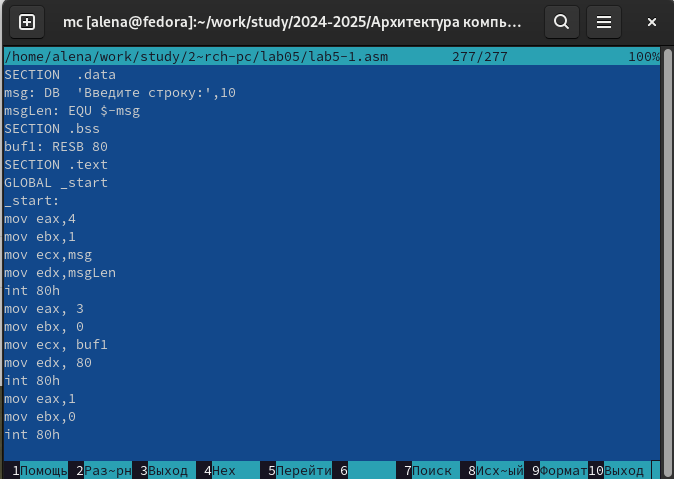 mc [alena@fedora]:~/work/study/2024-2025/Архитектура компь…
/home/alena/work/study/2~rch-pc/lab05/lab5-1.asm 277/277 100%
SECTION .data
msg: DB 'Введите строку:',10
msgLen: EQU $-msg
SECTION .bss
buf1: RESB 80
SECTION .text
GLOBAL _start
_start:
mov eax,4
mov ebx,1
mov ecx,msg
mov edx,msgLen
int 80h
mov eax, 3
mov ebx, 0
mov ecx, buf1
mov edx, 80
int 80h
mov eax,1
mov ebx,0
int 80h
1Помощь 2Раз~рн 3Выход 4Hex 5Перейти 6 7Поиск 8Исх~ый 9Формат 10Выход